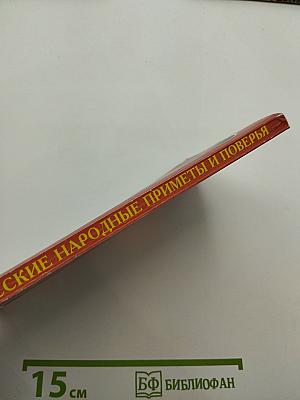 СКИЕ НАРОДНЫЕ ПРИМЕТЫ И ПОВЕРЬЯ
15 см
БФ БИБЛИОФАН